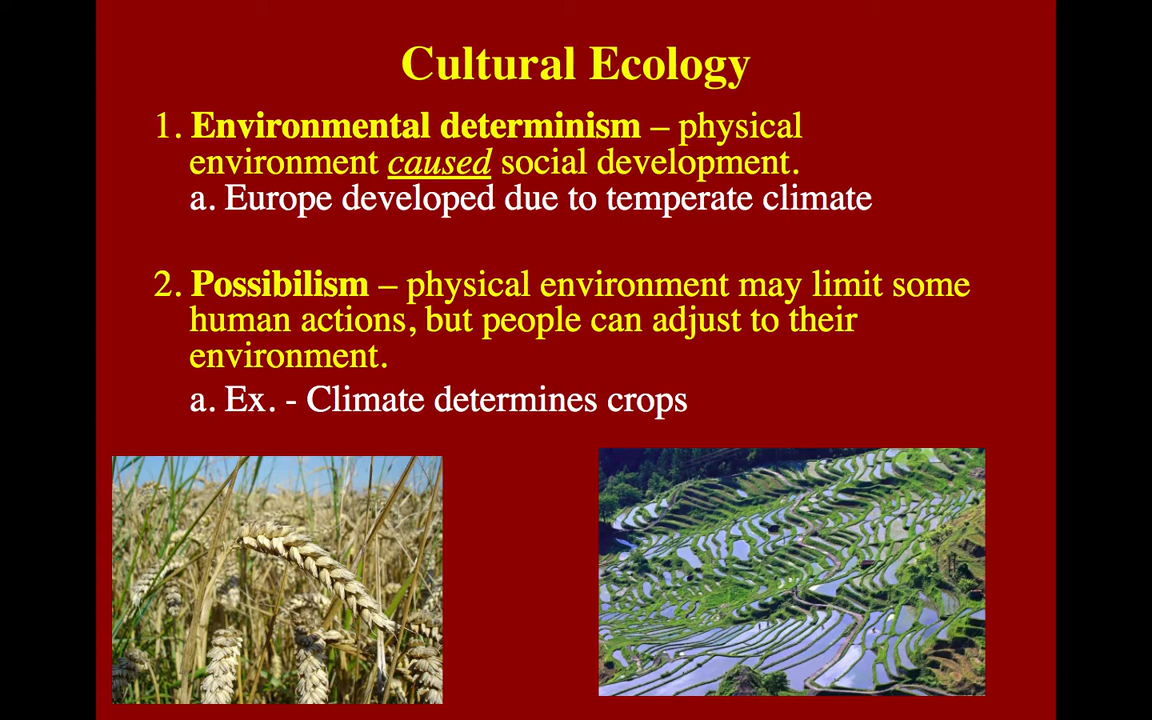 Cultural Ecology
1. Environmental determinism – physical
environment caused social development.
a. Europe developed due to temperate climate
2. Possibilism – physical environment may limit some
human actions, but people can adjust to their
environment.
a. Ex. - Climate determines crops